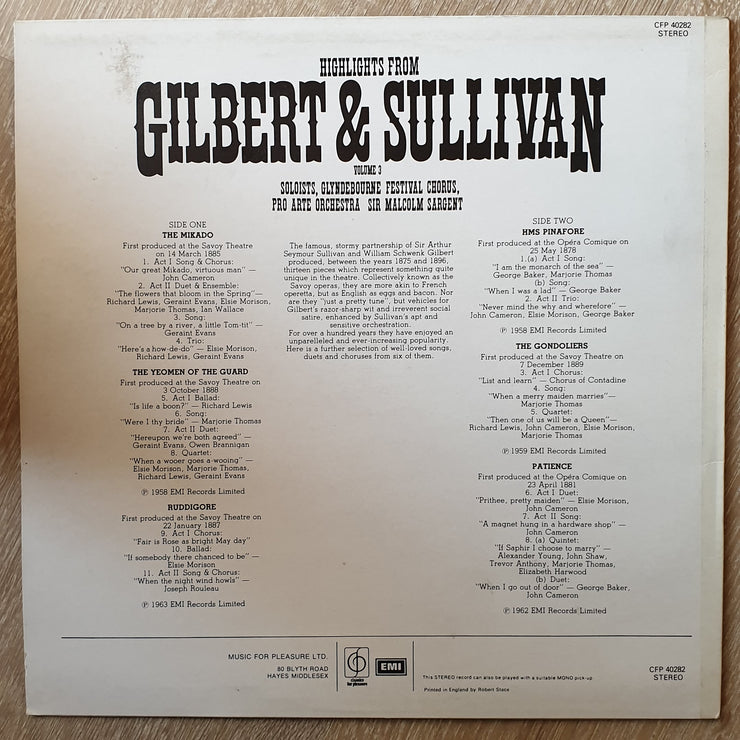 CFP 40282
STEREO
HIGHLIGHTS FROM
GILBERT & SULLIVAN
VOLUME 3
SOLOISTS, GLYNDEBOURNE FESTIVAL CHORUS,
PRO ARTE ORCHESTRA SIR MALCOLM SARGENT
SIDE ONE
THE MIKADO
First produced at the Savoy Theatre
on 14 March 1885
1. Act I Song & Chorus:
"Our great Mikado, virtuous man" —
John Cameron
2. Act II Duet & Ensemble:
"The flowers that bloom in the Spring"—
Richard Lewis, Geraint Evans, Elsie Morison,
Marjorie Thomas, Ian Wallace
3. Song:
"On a tree by a river, a little Tom-tit" —
Geraint Evans
4. Trio:
"Here's a how-de-do" — Elsie Morison,
Richard Lewis, Geraint Evans
THE YEOMEN OF THE GUARD
First produced at the Savoy Theatre on
3 October 1888
5. Act I Ballad:
"Is life a boon?" — Richard Lewis
6. Song:
"Were I thy bride" — Marjorie Thomas
7. Act II Duet:
"Hereupon we're both agreed" —
Geraint Evans, Owen Brannigan
8. Quartet:
"When a wooer goes a-wooing" —
Elsie Morison, Marjorie Thomas,
Richard Lewis, Geraint Evans
℗ 1958 EMI Records Limited
RUDDIGORE
First produced at the Savoy Theatre on
22 January 1887
9. Act I Chorus:
"Fair is Rose as bright May day"
10. Ballad:
"If somebody there chanced to be" —
Elsie Morison
11. Act II Song & Chorus:
"When the night wind howls" —
Joseph Rouleau
℗ 1963 EMI Records Limited
The famous, stormy partnership of Sir Arthur
Seymour Sullivan and William Schwenk Gilbert
produced, between the years 1875 and 1896,
thirteen pieces which represent something quite
unique in the theatre. Collectively known as the
Savoy operas, they are more akin to French
operetta, but as English as eggs and bacon. Nor
are they "just a pretty tune", but vehicles for
Gilbert's razor-sharp wit and irreverent social
satire, enhanced by Sullivan's apt and
sensitive orchestration.
For over a hundred years they have enjoyed an
unparelleled and ever-increasing popularity.
Here is a further selection of well-loved songs,
duets and choruses from six of them.
SIDE TWO
HMS PINAFORE
First produced at the Opéra Comique on
25 May 1878
1.(a) Act I Song:
"I am the monarch of the sea" —
George Baker, Marjorie Thomas
(b) Song:
"When I was a lad" — George Baker
2. Act II Trio:
"Never mind the why and wherefore" —
John Cameron, Elsie Morison, George Baker
℗ 1958 EMI Records Limited
THE GONDOLIERS
First produced at the Savoy Theatre on
7 December 1889
3. Act I Chorus:
"List and learn" — Chorus of Contadine
4. Song:
"When a merry maiden marries"—
Marjorie Thomas
5. Quartet:
"Then one of us will be a Queen"—
Richard Lewis, John Cameron, Elsie Morison,
Marjorie Thomas
℗ 1959 EMI Records Limited
PATIENCE
First produced at the Opéra Comique on
23 April 1881
6. Act I Duet:
"Prithee, pretty maiden" — Elsie Morison,
John Cameron
7. Act II Song:
"A magnet hung in a hardware shop" —
John Cameron
8. (a) Quintet:
"If Saphir I choose to marry" —
Alexander Young, John Shaw,
Trevor Anthony, Marjorie Thomas,
Elizabeth Harwood
(b) Duet:
"When I go out of door" — George Baker,
John Cameron
℗ 1962 EMI Records Limited
MUSIC FOR PLEASURE LTD.
80 BLYTH ROAD
HAYES MIDDLESEX
classics
for pleasure
EMI
This STEREO record can also be played with a suitable MONO pick-up
Printed in England by Robert Stace
CFP 40282
STEREO